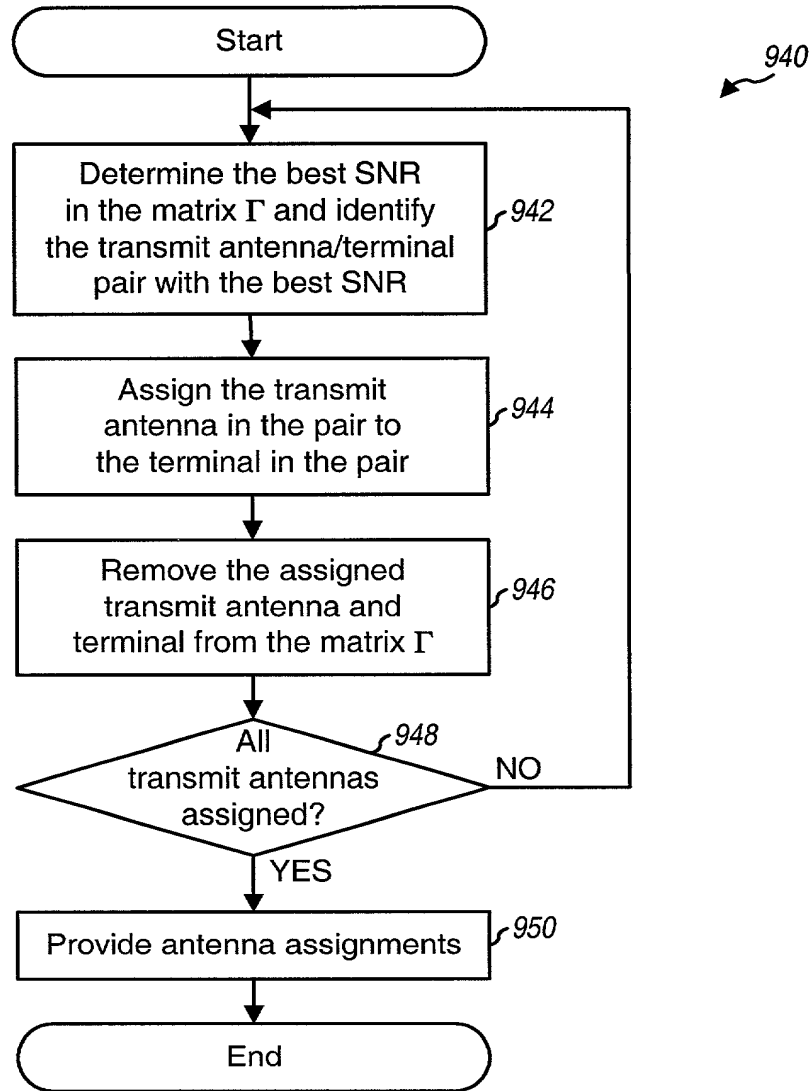 Start
940
Determine the best SNR
in the matrix Γ and identify
the transmit antenna/terminal
pair with the best SNR
942
Assign the transmit
antenna in the pair to
the terminal in the pair
944
Remove the assigned
transmit antenna and
terminal from the matrix Γ
946
All
transmit antennas
assigned?
948
NO
YES
Provide antenna assignments
950
End